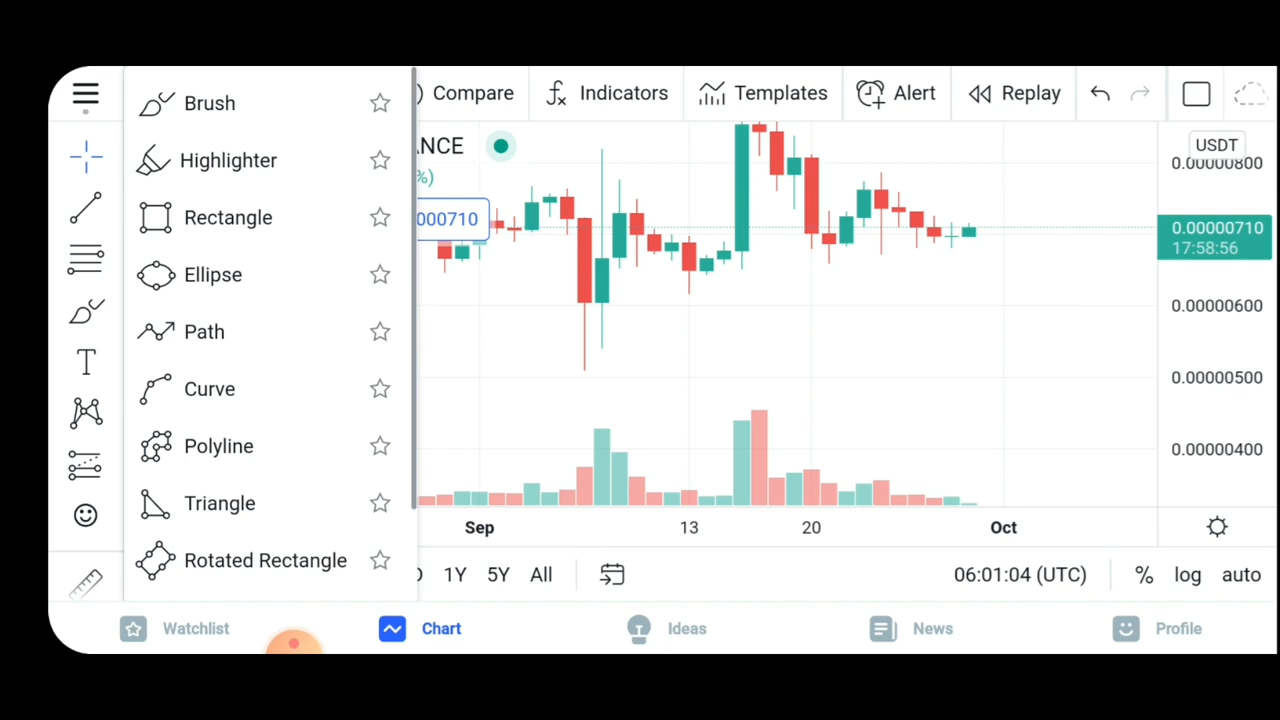 Brush
Highlighter
Rectangle
Ellipse
Path
Curve
Polyline
Triangle
Rotated Rectangle
Compare
Indicators
Templates
Alert
Replay
ANCE
%)
000710
USDT
0.00000800
0.00000710
17:58:56
0.00000600
0.00000500
0.00000400
Sep
13
20
Oct
1Y
5Y
All
06:01:04 (UTC)
%
log
auto
Watchlist
Chart
Ideas
News
Profile